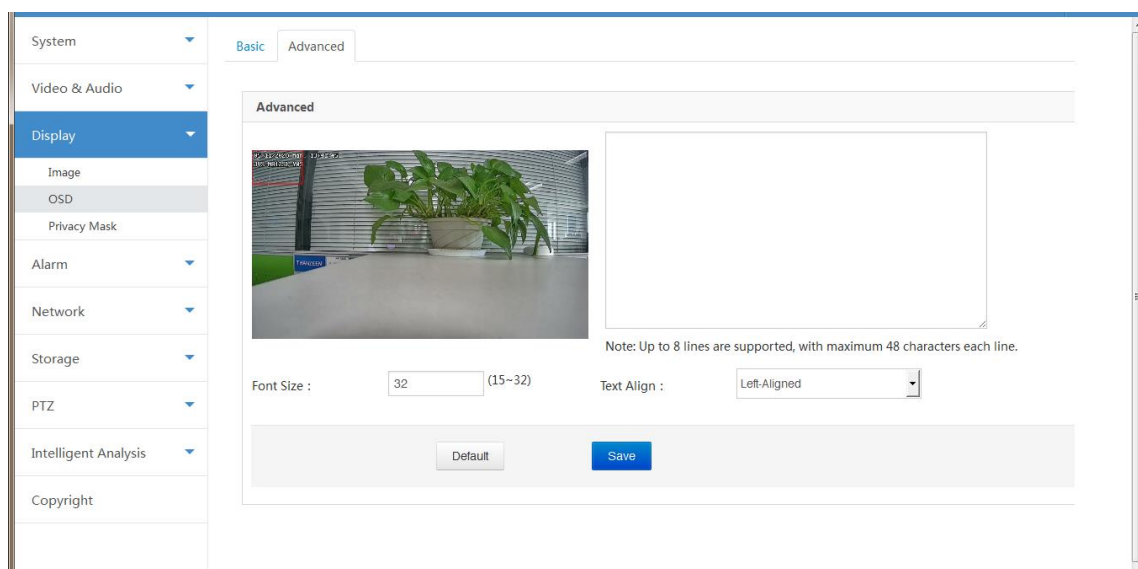 System
Basic
Advanced
Video & Audio
Advanced
Display
Image
OSD
Privacy Mask
Alarm
Network
Storage
PTZ
Intelligent Analysis
Copyright
Note: Up to 8 lines are supported, with maximum 48 characters each line.
Font Size :
32
(15~32)
Text Align :
Left-Aligned
Default
Save